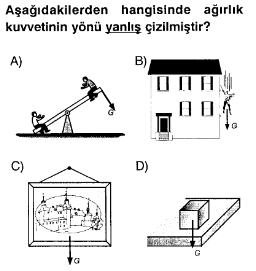 Aşağıdakilerden hangisinde ağırlık
kuvvetinin yönü yanlış çizilmiştir?
A)
B)
G
G
C)
D)
G
G